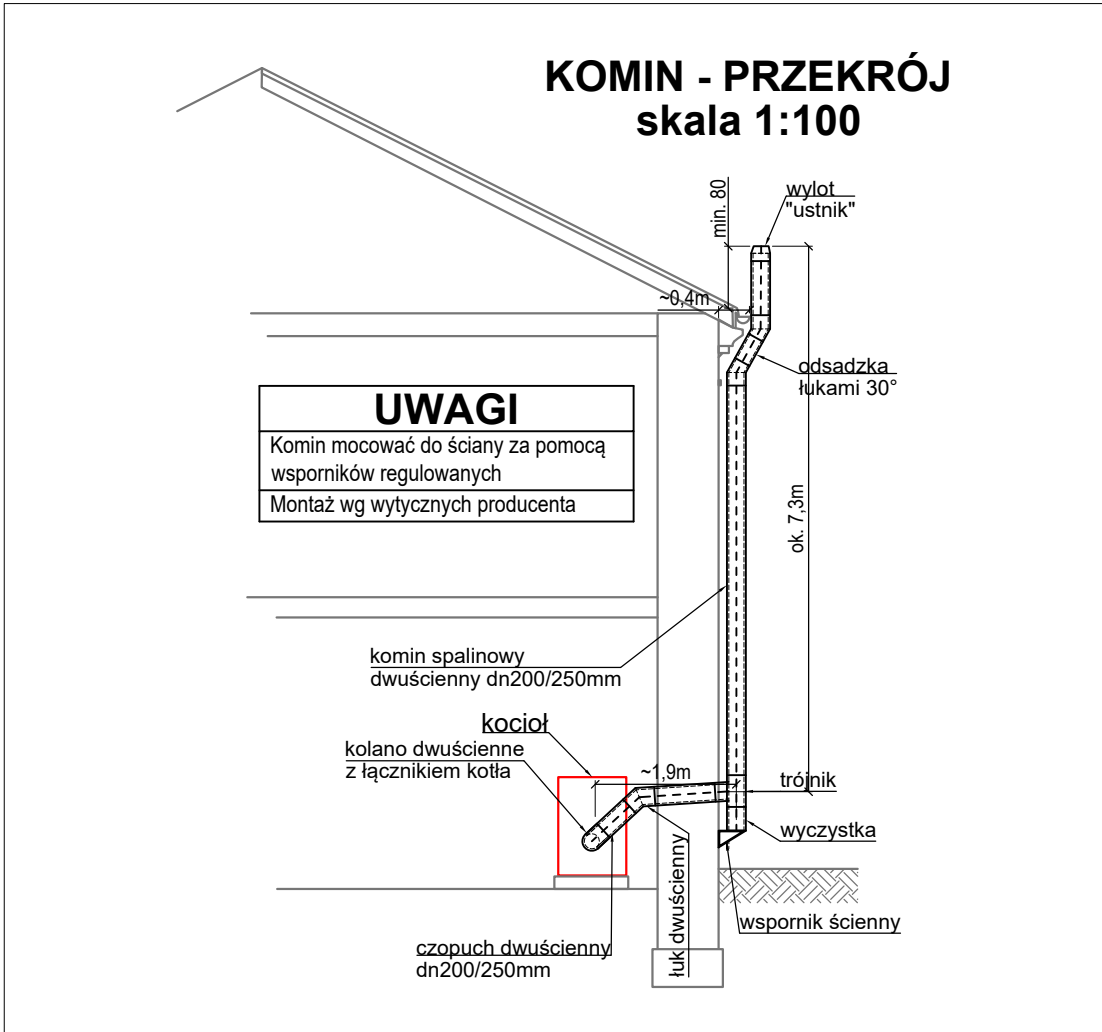 KOMIN - PRZEKRÓJ
skala 1:100
min. 80
wylot
"ustnik"
~0,4m
odsadzka
łukami 30°
UWAGI
Komin mocować do ściany za pomocą
wsporników regulowanych
Montaż wg wytycznych producenta
ok. 7,3m
komin spalinowy
dwuścienny dn200/250mm
kocioł
kolano dwuścienne
z łącznikiem kotła
~1,9m
trójnik
wyczystka
łuk dwuścienny
wspornik ścienny
czopuch dwuścienny
dn200/250mm